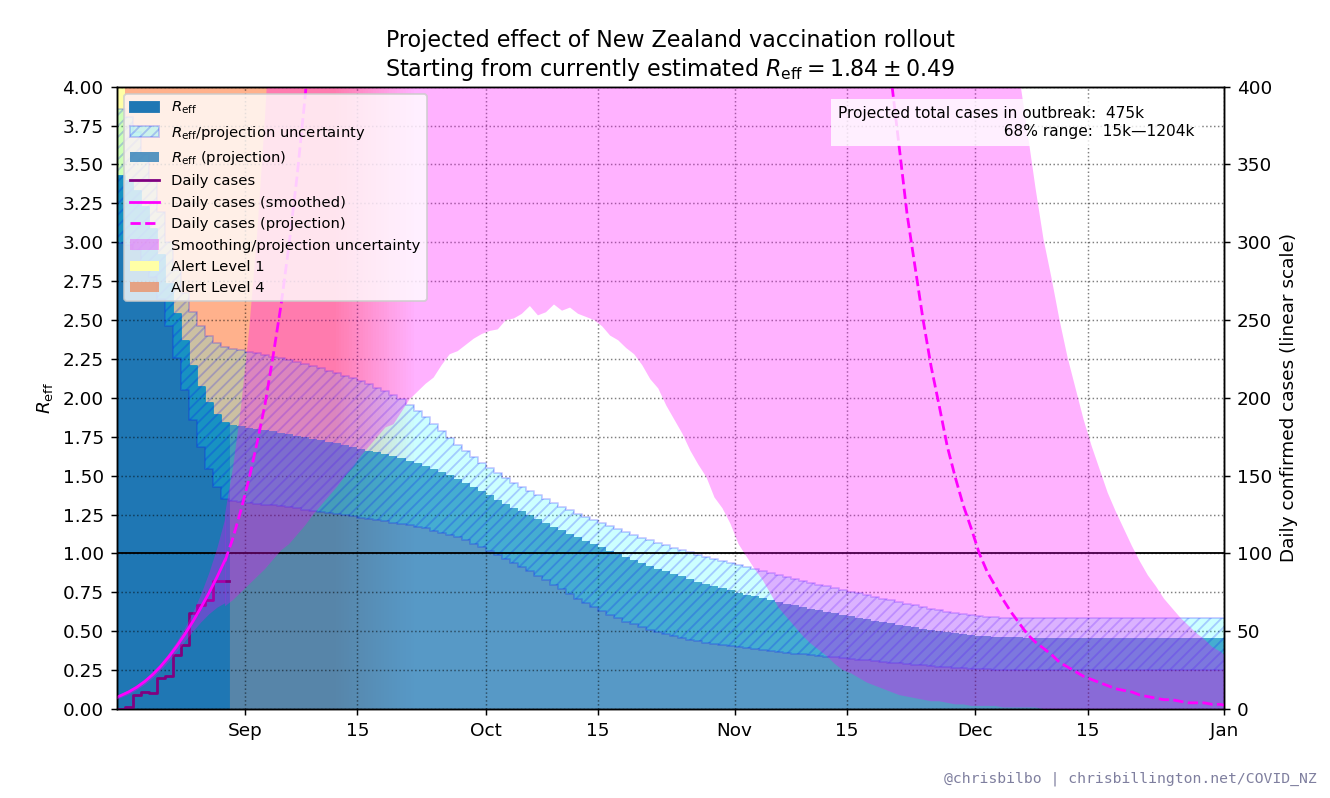 Projected effect of New Zealand vaccination rollout
Starting from currently estimated Reff = 1.84 ± 0.49
4.00
3.75
3.50
3.25
3.00
2.75
2.50
2.25
2.00
1.75
1.50
1.25
1.00
0.75
0.50
0.25
0.00
Reff
Reff
Reff/projection uncertainty
Reff (projection)
Daily cases
Daily cases (smoothed)
Daily cases (projection)
Smoothing/projection uncertainty
Alert Level 1
Alert Level 4
Projected total cases in outbreak: 475k
68% range: 15k—1204k
400
350
300
250
200
150
100
50
0
Daily confirmed cases (linear scale)
Sep 15 Oct 15 Nov 15 Dec 15 Jan
@chrisbilbo | chrisbillington.net/COVID_NZ